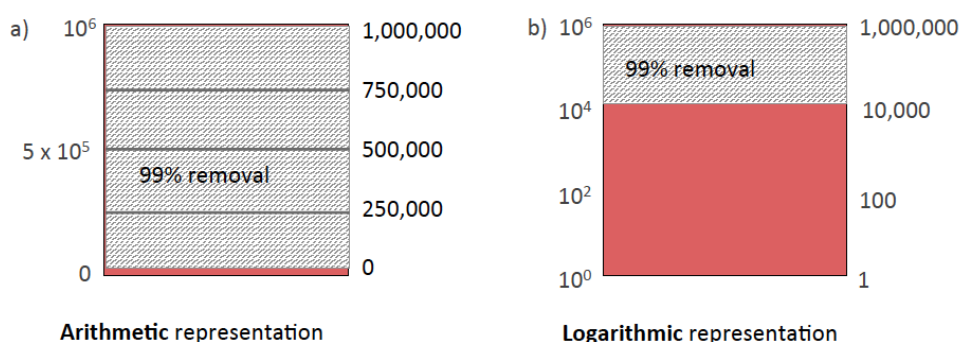 a)
10⁶
5 x 10⁵
0
99% removal
1,000,000
750,000
500,000
250,000
0
Arithmetic representation
b)
10⁶
10⁴
10²
10⁰
99% removal
1,000,000
10,000
100
1
Logarithmic representation